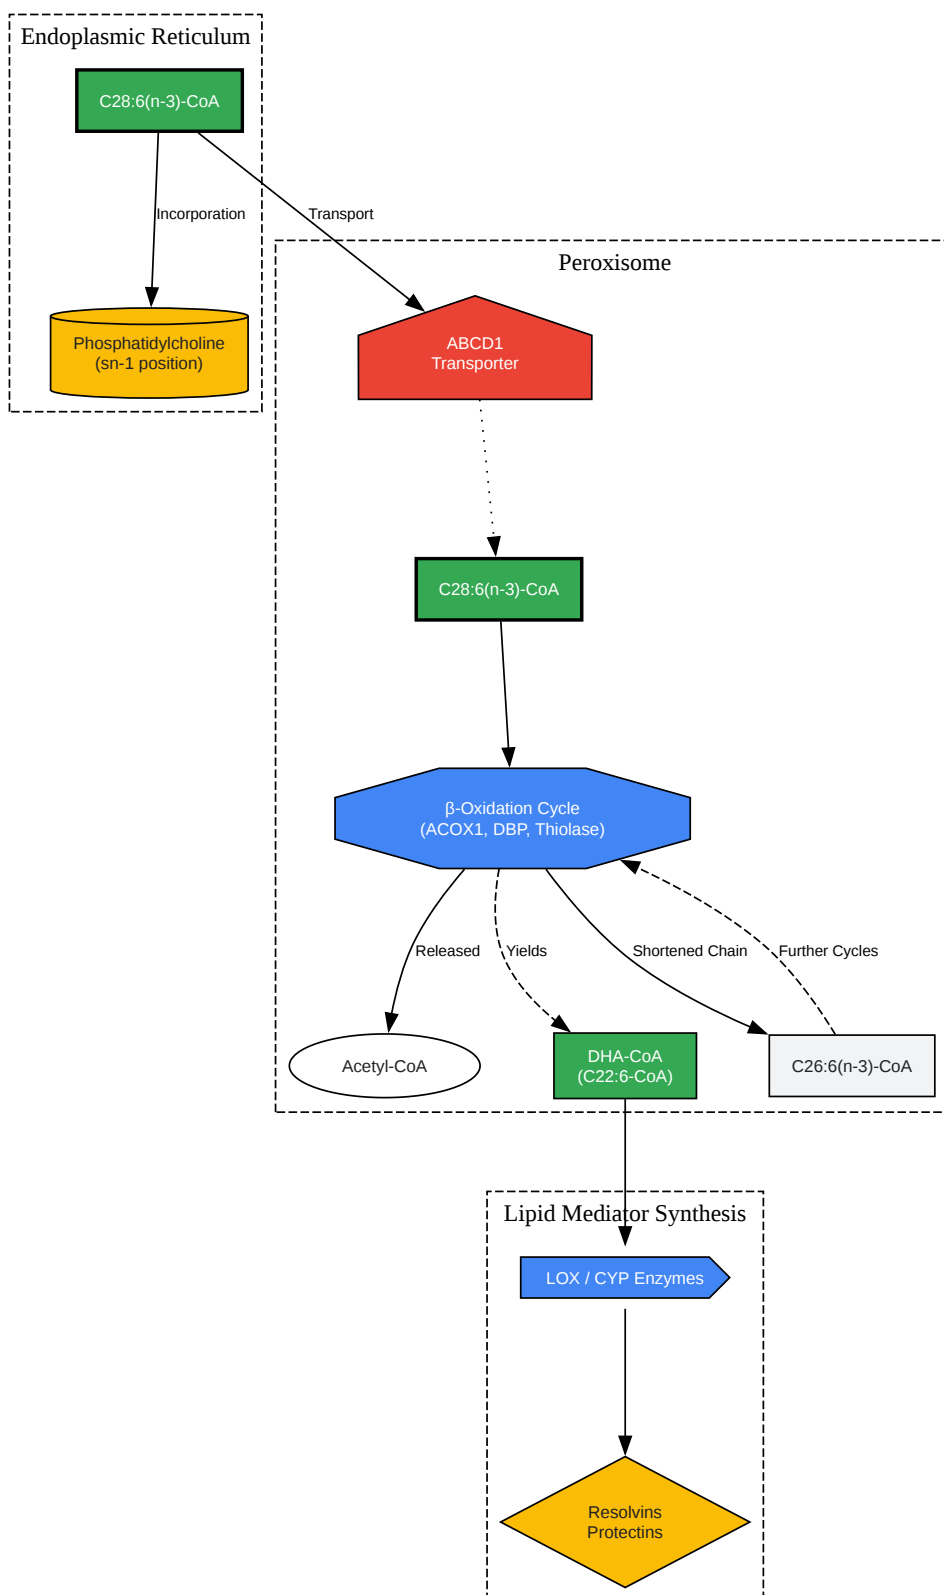 Endoplasmic Reticulum
C28:6(n-3)-CoA
Incorporation
Transport
Phosphatidylcholine
(sn-1 position)
Peroxisome
ABCD1
Transporter
C28:6(n-3)-CoA
β-Oxidation Cycle
(ACOX1, DBP, Thiolase)
Released
Yields
Shortened Chain
Further Cycles
Acetyl-CoA
DHA-CoA
(C22:6-CoA)
C26:6(n-3)-CoA
Lipid Mediator Synthesis
LOX / CYP Enzymes
Resolvins
Protectins